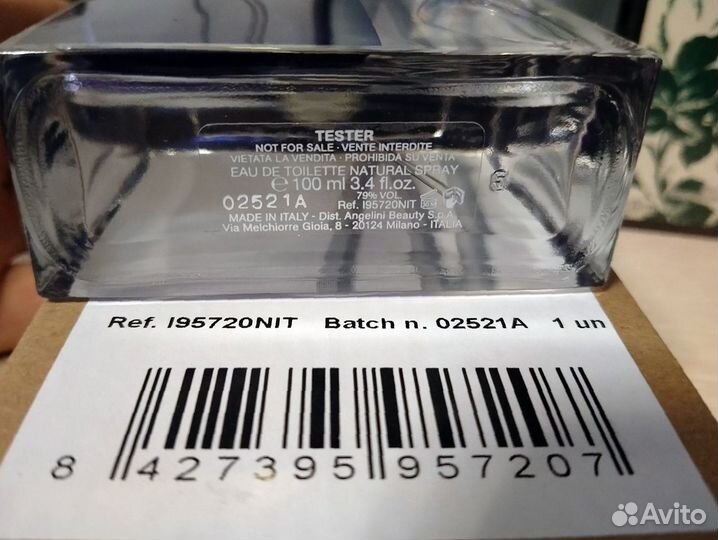 TESTER
NOT FOR SALE · VENTE INTERDITE
VIETATA LA VENDITA · PROHIBIDA SU VENTA
EAU DE TOILETTE NATURAL SPRAY
℮ 100 ml 3.4 fl.oz.
79% VOL
02521A Ref. I95720NIT
MADE IN ITALY - Dist. Angelini Beauty S.p.A.
Via Melchiorre Gioia, 8 - 20124 Milano - ITALIA
Ref. I95720NIT Batch n. 02521A 1 un
8 427395 957207
Avito